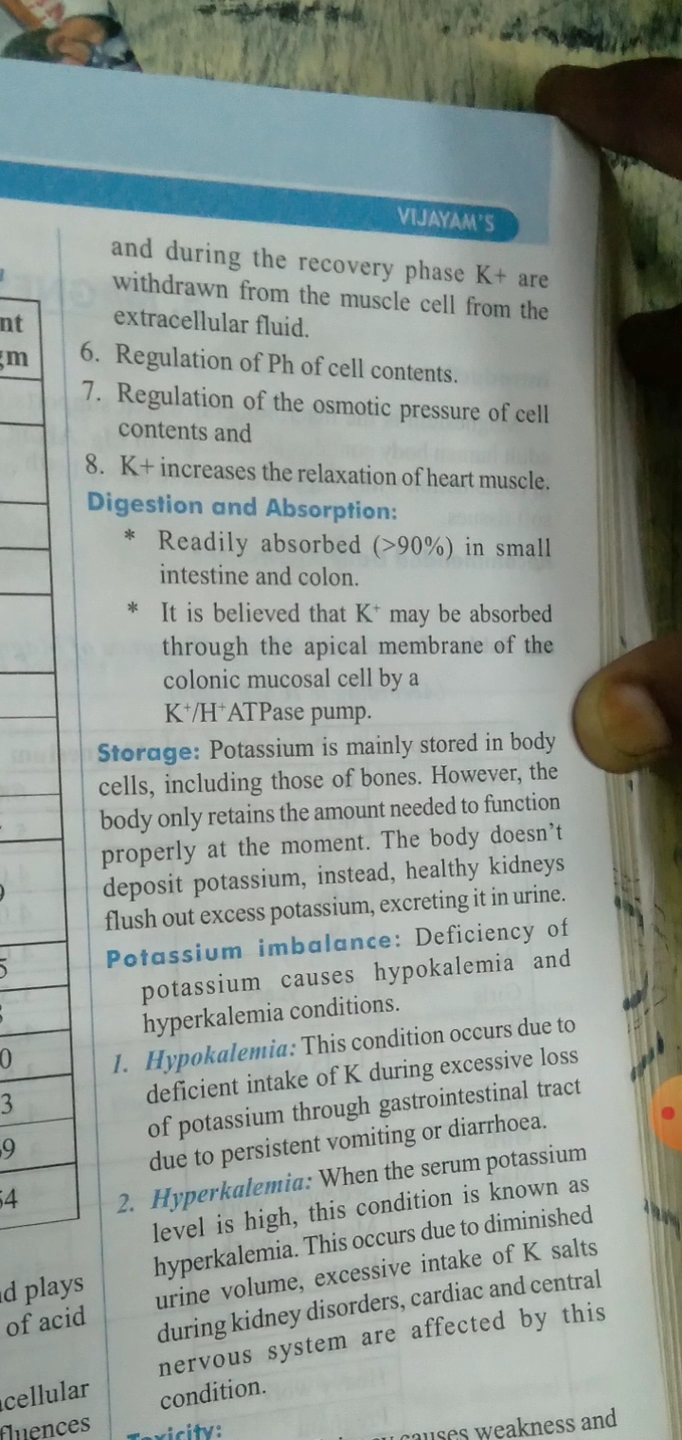 VIJAYAM'S
and during the recovery phase K+ are
withdrawn from the muscle cell from the
extracellular fluid.
6. Regulation of Ph of cell contents.
7. Regulation of the osmotic pressure of cell
contents and
8. K+ increases the relaxation of heart muscle.
Digestion and Absorption:
* Readily absorbed (>90%) in small
intestine and colon.
* It is believed that K⁺ may be absorbed
through the apical membrane of the
colonic mucosal cell by a
K⁺/H⁺ATPase pump.
Storage: Potassium is mainly stored in body
cells, including those of bones. However, the
body only retains the amount needed to function
properly at the moment. The body doesn't
deposit potassium, instead, healthy kidneys
flush out excess potassium, excreting it in urine.
Potassium imbalance: Deficiency of
potassium causes hypokalemia and
hyperkalemia conditions.
1. Hypokalemia: This condition occurs due to
deficient intake of K during excessive loss
of potassium through gastrointestinal tract
due to persistent vomiting or diarrhoea.
2. Hyperkalemia: When the serum potassium
level is high, this condition is known as
hyperkalemia. This occurs due to diminished
urine volume, excessive intake of K salts
during kidney disorders, cardiac and central
nervous system are affected by this
condition.
causes weakness and
nt
gm
5
0
3
9
4
plays
of acid